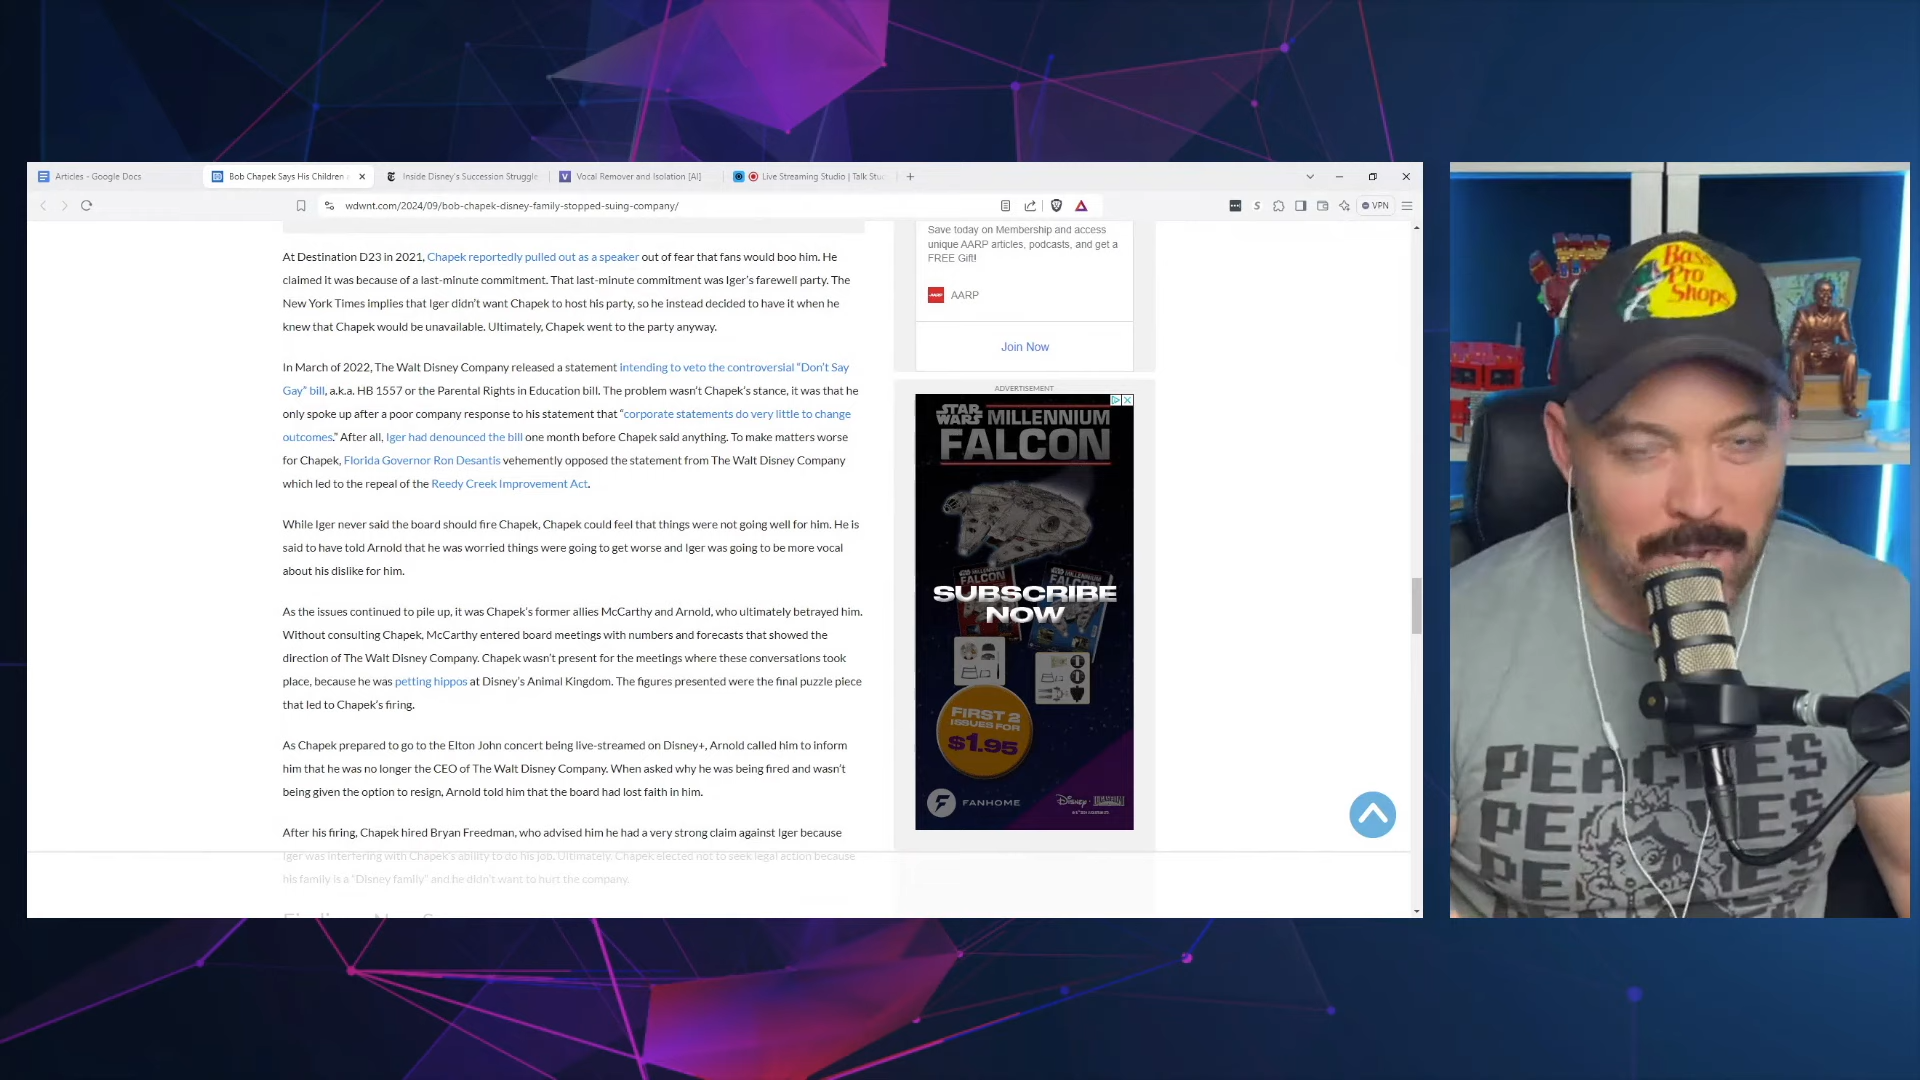 Articles - Google Docs
Bob Chapek Says His Children
Inside Disney's Succession Struggle
Vocal Remover and Isolation [AI]
Live Streaming Studio | Talk Stu
wdwnt.com/2024/09/bob-chapek-disney-family-stopped-suing-company/
VPN
At Destination D23 in 2021, Chapek reportedly pulled out as a speaker out of fear that fans would boo him. He
claimed it was because of a last-minute commitment. That last-minute commitment was Iger's farewell party. The
New York Times implies that Iger didn't want Chapek to host his party, so he instead decided to have it when he
knew that Chapek would be unavailable. Ultimately, Chapek went to the party anyway.
In March of 2022, The Walt Disney Company released a statement intending to veto the controversial "Don't Say
Gay" bill, a.k.a. HB 1557 or the Parental Rights in Education bill. The problem wasn't Chapek's stance, it was that he
only spoke up after a poor company response to his statement that "corporate statements do very little to change
outcomes." After all, Iger had denounced the bill one month before Chapek said anything. To make matters worse
for Chapek, Florida Governor Ron Desantis vehemently opposed the statement from The Walt Disney Company
which led to the repeal of the Reedy Creek Improvement Act.
While Iger never said the board should fire Chapek, Chapek could feel that things were not going well for him. He is
said to have told Arnold that he was worried things were going to get worse and Iger was going to be more vocal
about his dislike for him.
As the issues continued to pile up, it was Chapek's former allies McCarthy and Arnold, who ultimately betrayed him.
Without consulting Chapek, McCarthy entered board meetings with numbers and forecasts that showed the
direction of The Walt Disney Company. Chapek wasn't present for the meetings where these conversations took
place, because he was petting hippos at Disney's Animal Kingdom. The figures presented were the final puzzle piece
that led to Chapek's firing.
As Chapek prepared to go to the Elton John concert being live-streamed on Disney+, Arnold called him to inform
him that he was no longer the CEO of The Walt Disney Company. When asked why he was being fired and wasn't
being given the option to resign, Arnold told him that the board had lost faith in him.
After his firing, Chapek hired Bryan Freedman, who advised him he had a very strong claim against Iger because
Iger was interfering with Chapek's ability to do his job. Ultimately, Chapek elected not to seek legal action because
his family is a "Disney family" and he didn't want to hurt the company.
Save today on Membership and access
unique AARP articles, podcasts, and get a
FREE Gift!
AARP
Join Now
ADVERTISEMENT
STAR WARS MILLENNIUM
FALCON
SUBSCRIBE
NOW
FIRST 2
ISSUES FOR
$1.95
FANHOME
Disney
Bass
Pro
Shops
PEACHES